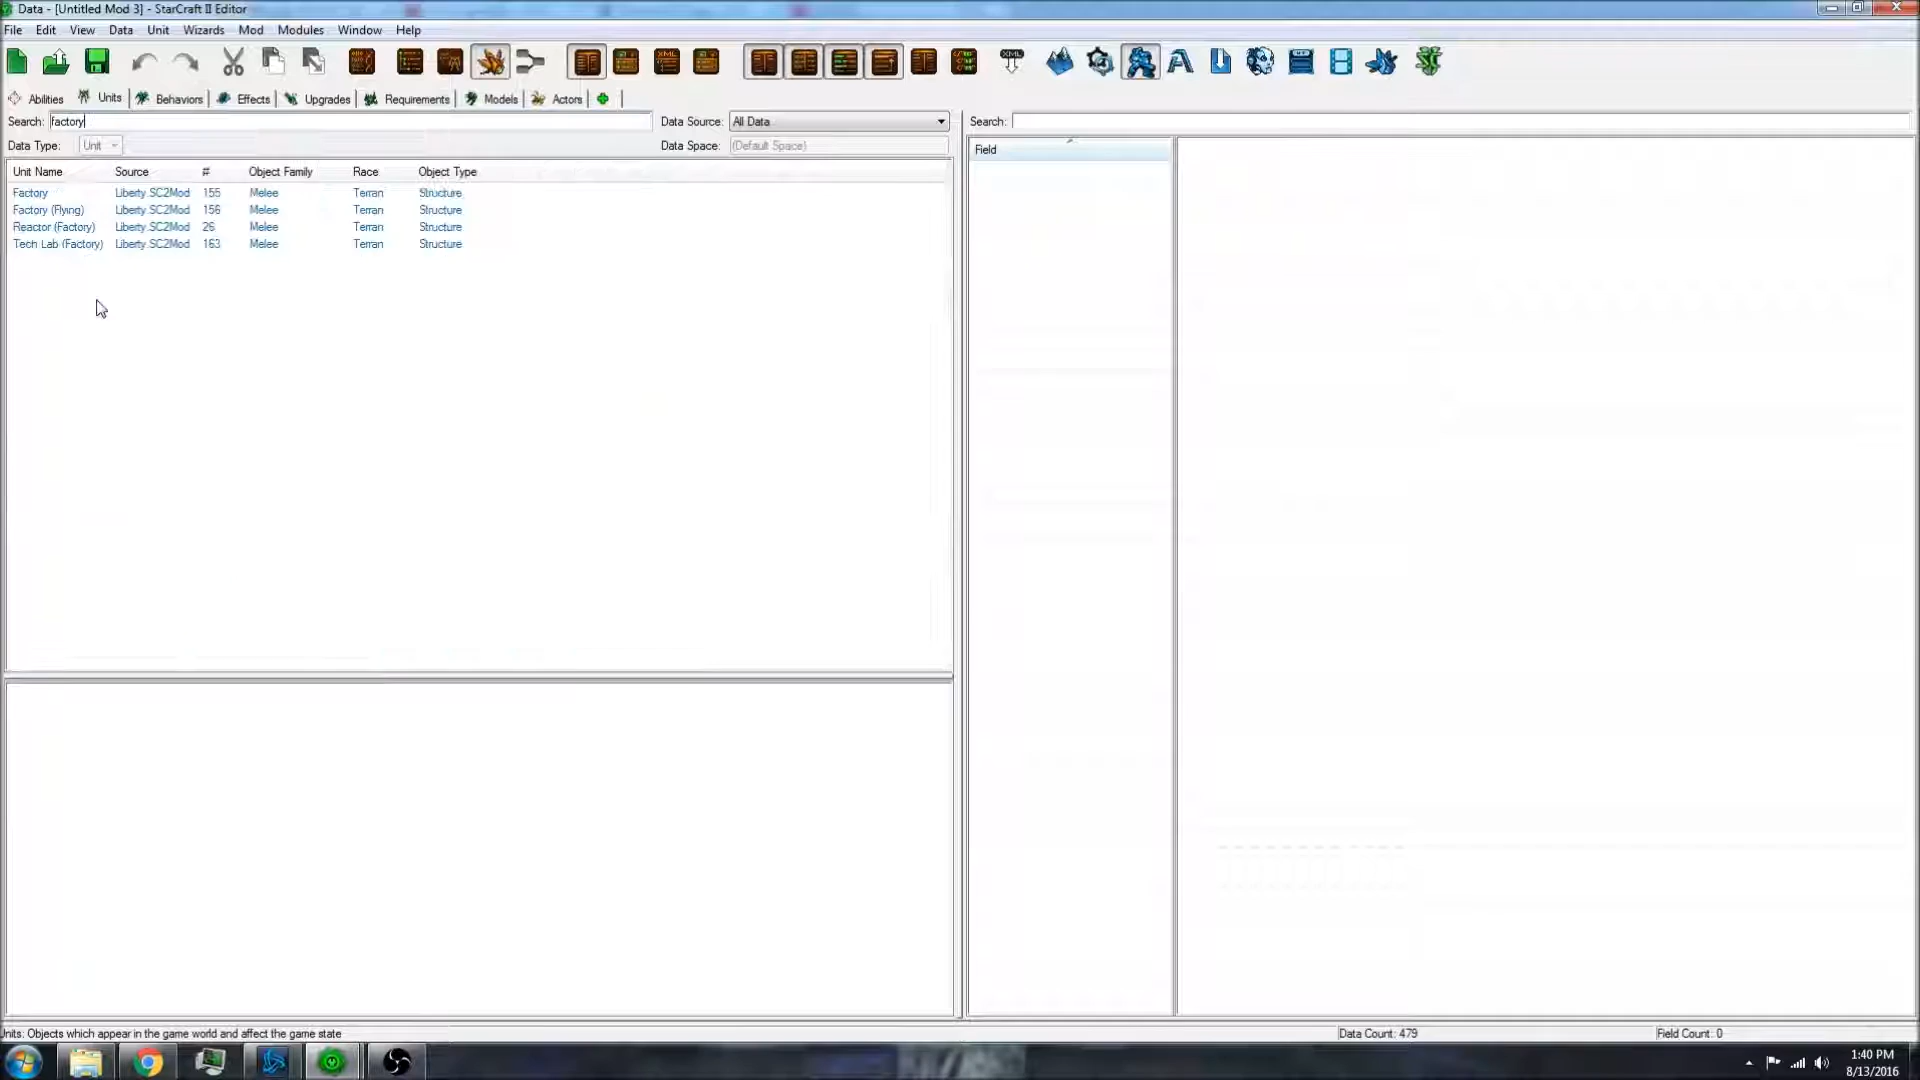 Data - [Untitled Mod 3] - StarCraft II Editor
File Edit View Data Unit Wizards Mod Modules Window Help
XML XML
Abilities Units Behaviors Effects Upgrades Requirements Models Actors
Search: factory Data Source: All Data Search:
Data Type: Unit Data Space: (Default Space)
Field
Unit Name Source # Object Family Race Object Type
Factory Liberty.SC2Mod 155 Melee Terran Structure
Factory (Flying) Liberty.SC2Mod 156 Melee Terran Structure
Reactor (Factory) Liberty.SC2Mod 26 Melee Terran Structure
Tech Lab (Factory) Liberty.SC2Mod 163 Melee Terran Structure
Units: Objects which appear in the game world and affect the game state Data Count: 479 Field Count: 0
1:40 PM
8/13/2016